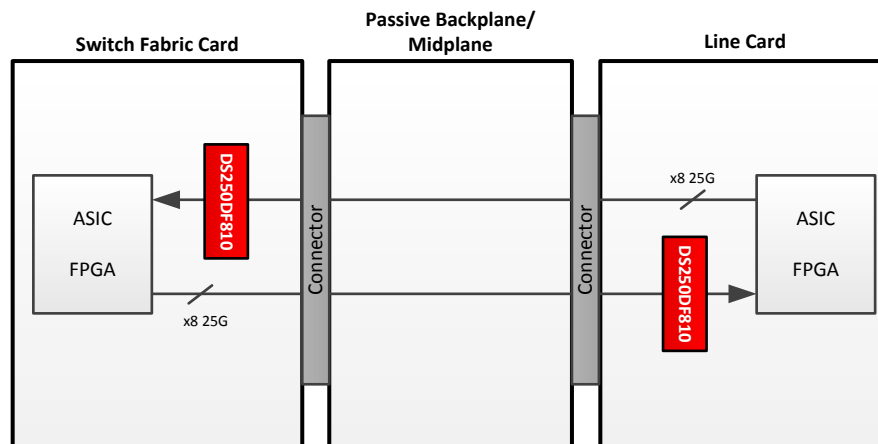 Passive Backplane/
Midplane
Switch Fabric Card
Line Card
DS250DF810
x8 25G
ASIC
FPGA
Connector
Connector
ASIC
FPGA
x8 25G
DS250DF810